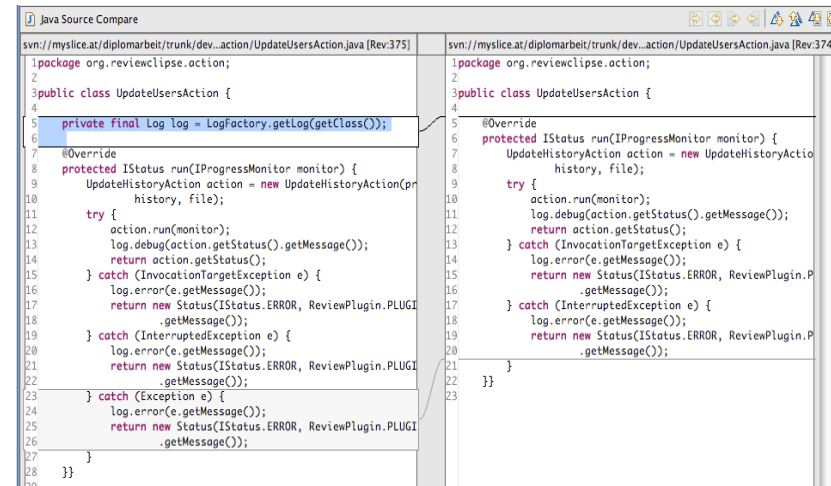 Java Source Compare
svn://myslice.at/diplomarbeit/trunk/dev...action/UpdateUsersAction.java [Rev:375]
1package org.reviewclipse.action;
2
3public class UpdateUsersAction {
4
5    private final Log log = LogFactory.getLog(getClass());
6
7    @Override
8    protected IStatus run(IProgressMonitor monitor) {
9        UpdateHistoryAction action = new UpdateHistoryAction(pr
10                history, file);
11        try {
12            action.run(monitor);
13            log.debug(action.getStatus().getMessage());
14            return action.getStatus();
15        } catch (InvocationTargetException e) {
16            log.error(e.getMessage());
17            return new Status(IStatus.ERROR, ReviewPlugin.PLUGI
18                    .getMessage());
19        } catch (InterruptedException e) {
20            log.error(e.getMessage());
21            return new Status(IStatus.ERROR, ReviewPlugin.PLUGI
22                    .getMessage());
23        } catch (Exception e) {
24            log.error(e.getMessage());
25            return new Status(IStatus.ERROR, ReviewPlugin.PLUGI
26                    .getMessage());
27        }
28    }}
svn://myslice.at/diplomarbeit/trunk/dev...action/UpdateUsersAction.java [Rev:374
1package org.reviewclipse.action;
2
3public class UpdateUsersAction {
4
5    @Override
6    protected IStatus run(IProgressMonitor monitor) {
7        UpdateHistoryAction action = new UpdateHistoryActio
8                history, file);
9        try {
10            action.run(monitor);
11            log.debug(action.getStatus().getMessage());
12            return action.getStatus();
13        } catch (InvocationTargetException e) {
14            log.error(e.getMessage());
15            return new Status(IStatus.ERROR, ReviewPlugin.P
16                    .getMessage());
17        } catch (InterruptedException e) {
18            log.error(e.getMessage());
19            return new Status(IStatus.ERROR, ReviewPlugin.P
20                    .getMessage());
21        }
22    }}
23